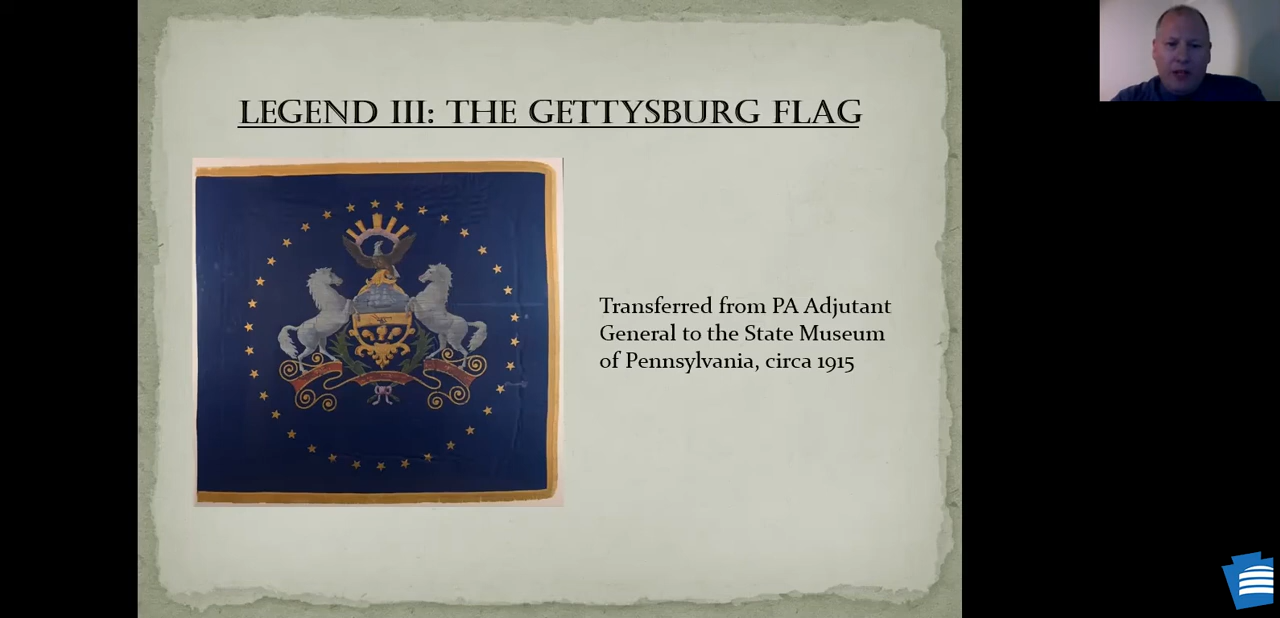 LEGEND III: THE GETTYSBURG FLAG
Transferred from PA Adjutant
General to the State Museum
of Pennsylvania, circa 1915